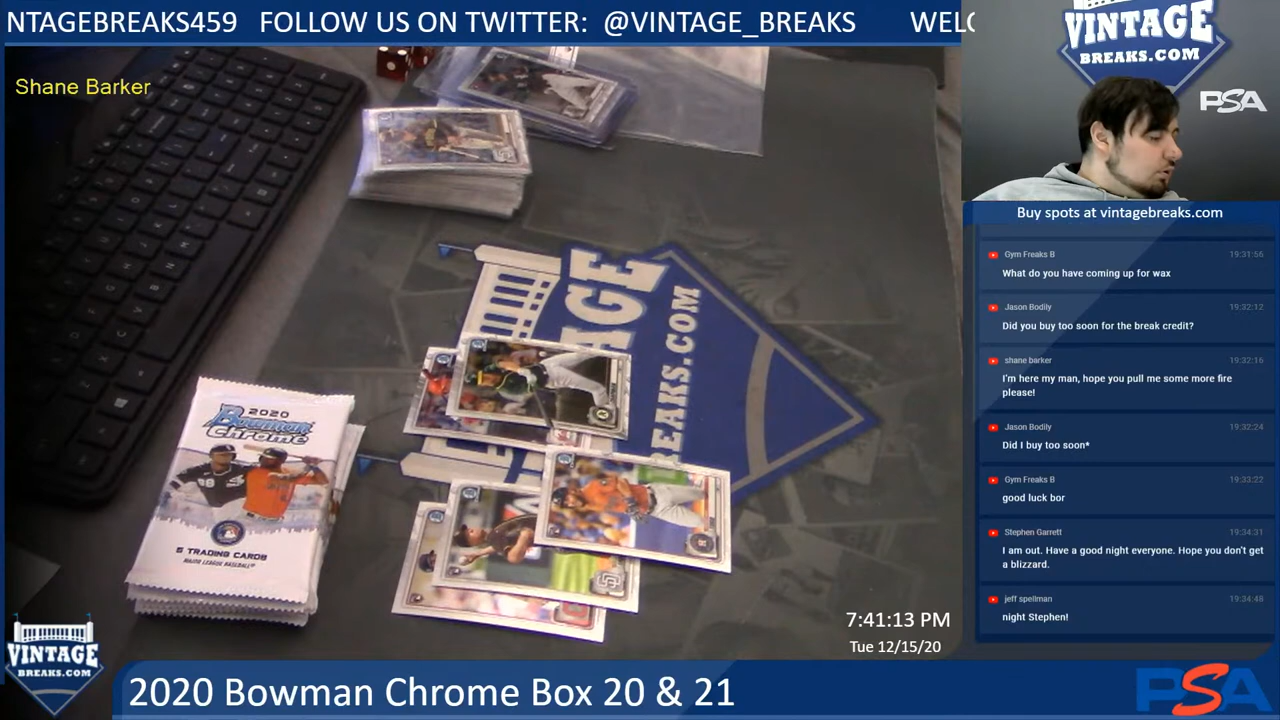 NTAGEBREAKS459 FOLLOW US ON TWITTER: @VINTAGE_BREAKS WELC
Shane Barker
VINTAGE
BREAKS.COM
PSA
Buy spots at vintagebreaks.com
Gym Freaks B 19:31:56
What do you have coming up for wax
Jason Bodily 19:32:12
Did you buy too soon for the break credit?
shane barker 19:32:16
I'm here my man, hope you pull me some more fire
please!
Jason Bodily 19:32:24
Did I buy too soon*
Gym Freaks B 19:33:22
good luck bor
Stephen Garrett 19:34:31
I am out. Have a good night everyone. Hope you don't get
a blizzard.
jeff spellman 19:34:48
night Stephen!
AGE
BREAKS.COM
2020
Bowman
Chrome
5 TRADING CARDS
MAJOR LEAGUE BASEBALL®
7:41:13 PM
Tue 12/15/20
VINTAGE
BREAKS.COM
2020 Bowman Chrome Box 20 & 21
PSA